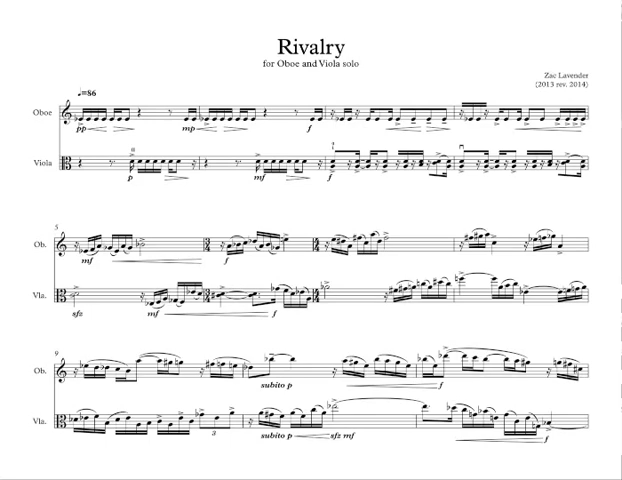 Rivalry
for Oboe and Viola solo
Zac Lavender
(2013 rev. 2014)
♩=86
Oboe
pp mp f
Viola
p mf f
5
Ob.
mf f
Vla.
sfz mf f
9
Ob.
subito p f
Vla.
3 subito p sfz mf f